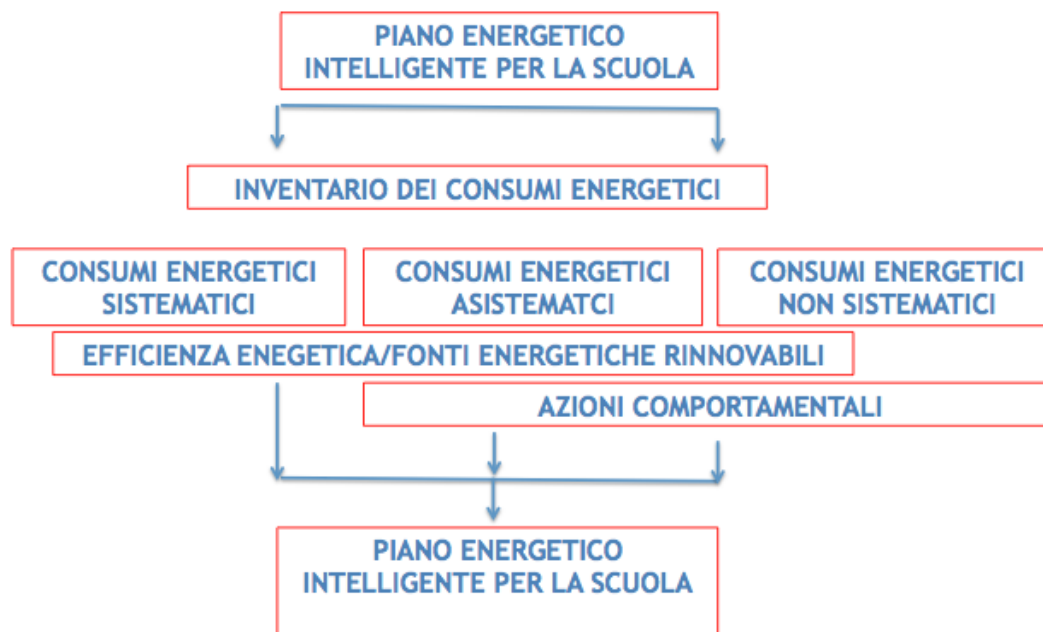 PIANO ENERGETICO
INTELLIGENTE PER LA SCUOLA
INVENTARIO DEI CONSUMI ENERGETICI
CONSUMI ENERGETICI
SISTEMATICI
CONSUMI ENERGETICI
ASISTEMATCI
CONSUMI ENERGETICI
NON SISTEMATICI
EFFICIENZA ENEGETICA/FONTI ENERGETICHE RINNOVABILI
AZIONI COMPORTAMENTALI
PIANO ENERGETICO
INTELLIGENTE PER LA SCUOLA